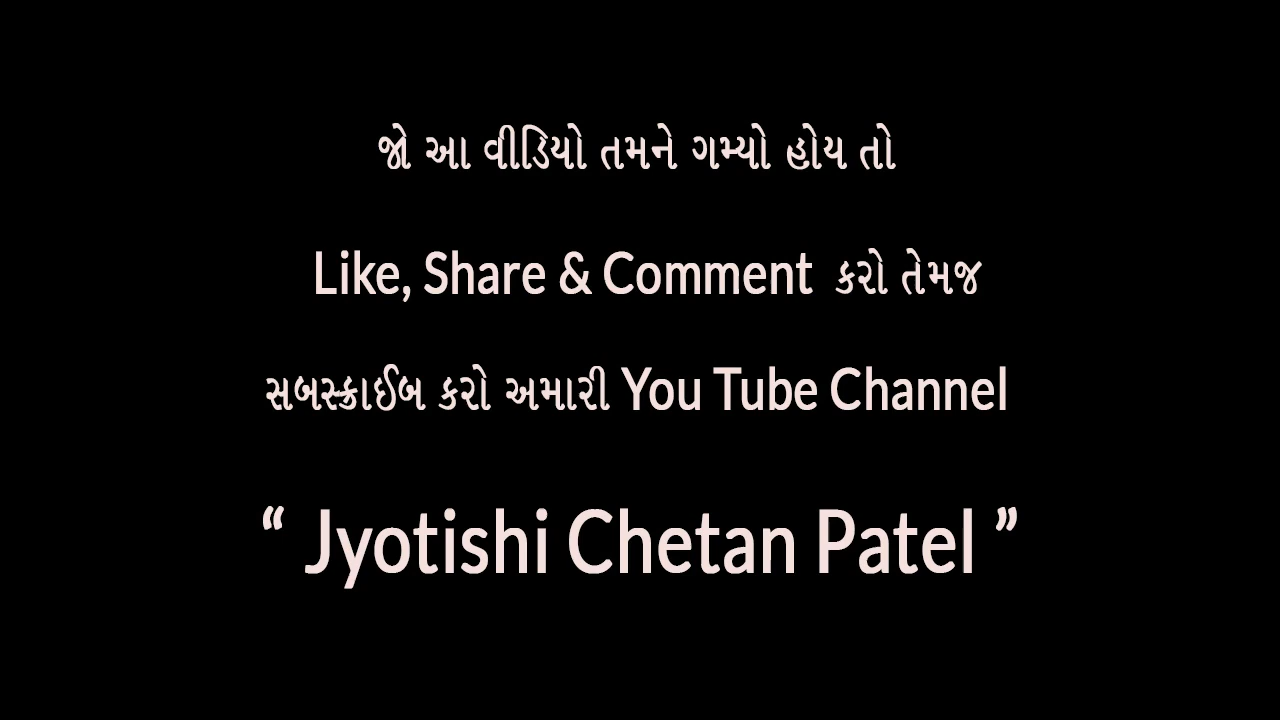 જો આ વીડિયો તમને ગમ્યો હોય તો
Like, Share & Comment કરો તેમજ
સબસ્ક્રાઈબ કરો અમારી You Tube Channel
“ Jyotishi Chetan Patel ”